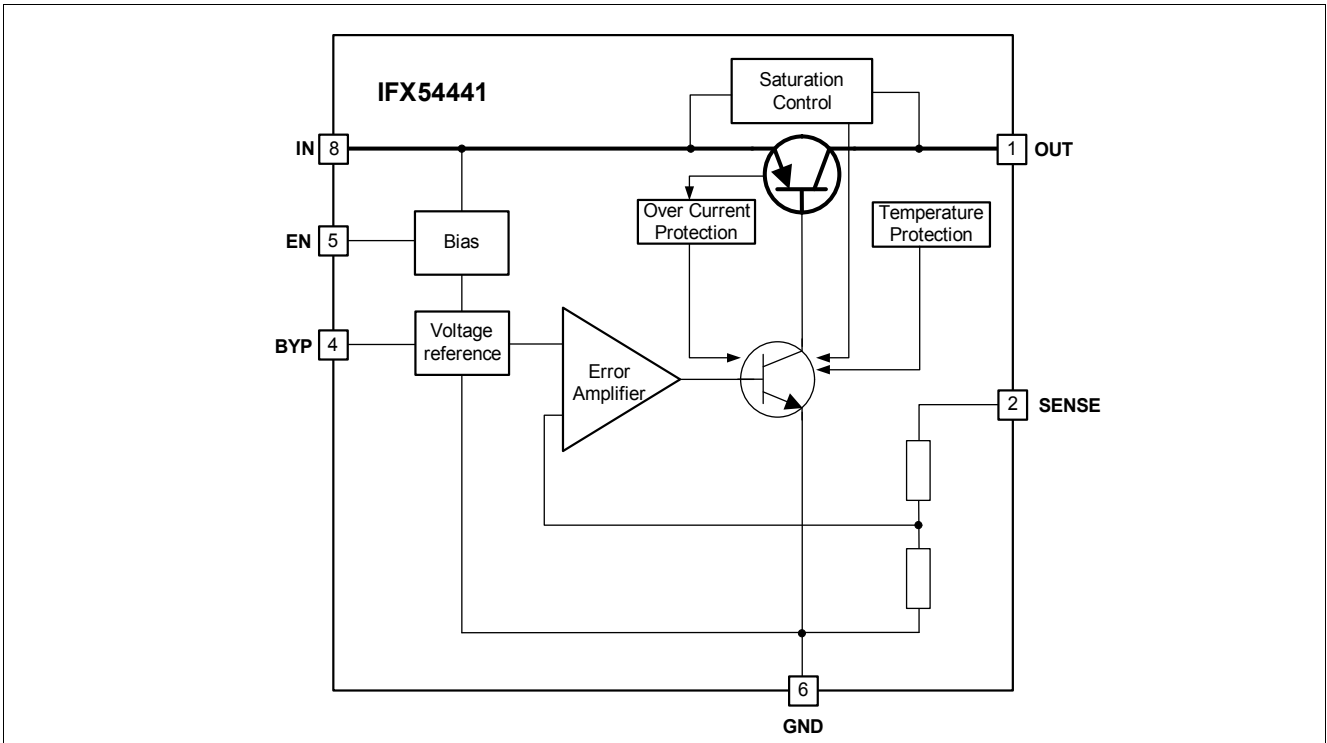 IFX54441
Saturation
Control
IN 8
1 OUT
Over Current
Protection
Temperature
Protection
EN 5
Bias
BYP 4
Voltage
reference
Error
Amplifier
2 SENSE
6
GND